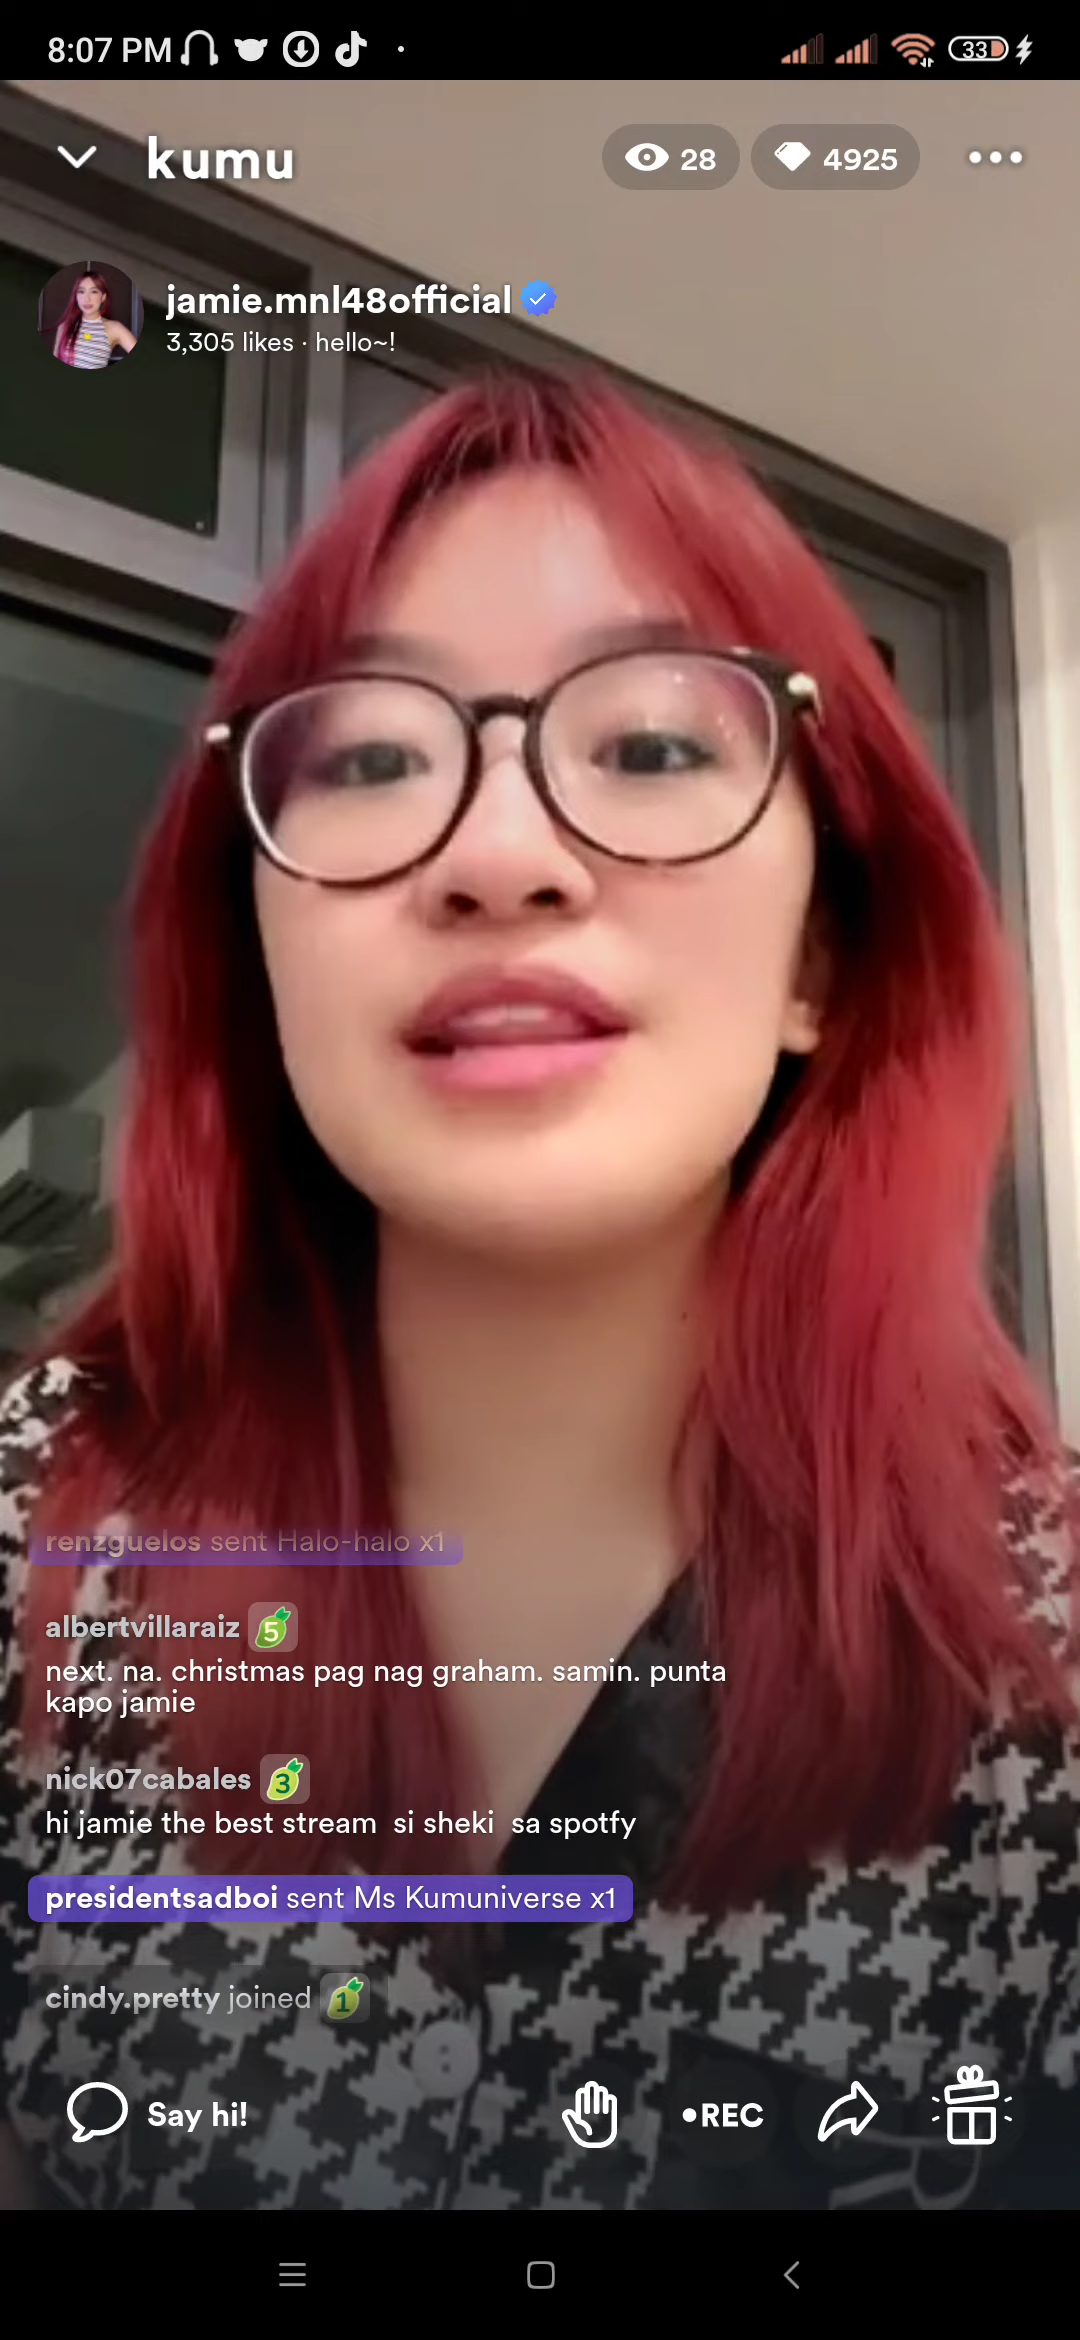 8:07 PM
33
kumu
28
4925
jamie.mnl48official
3,305 likes · hello~!
renzguelos sent Halo-halo x1
albertvillaraiz 5
next. na. christmas pag nag graham. samin. punta
kapo jamie
nick07cabales 3
hi jamie the best stream  si sheki  sa spotfy
presidentsadboi sent Ms Kumuniverse x1
cindy.pretty joined 1
Say hi!
•REC